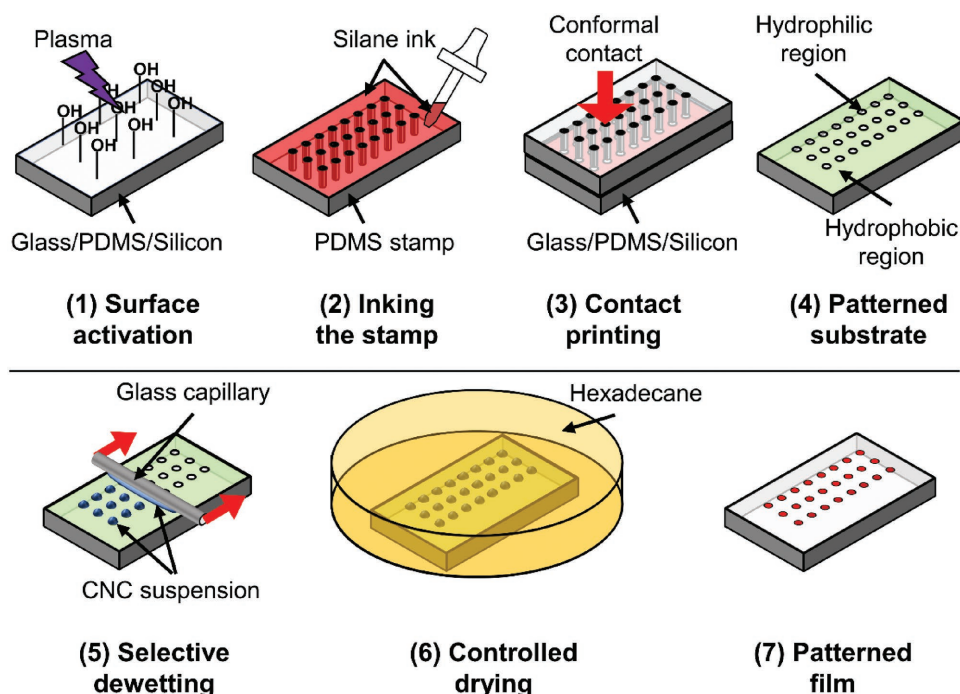 Plasma
OH
OH
OH
OH
OH
OH
OH
OH
OH
Glass/PDMS/Silicon
(1) Surface
activation
Silane ink
PDMS stamp
(2) Inking
the stamp
Conformal
contact
Glass/PDMS/Silicon
(3) Contact
printing
Hydrophilic
region
Hydrophobic
region
(4) Patterned
substrate
Glass capillary
CNC suspension
(5) Selective
dewetting
Hexadecane
(6) Controlled
drying
(7) Patterned
film